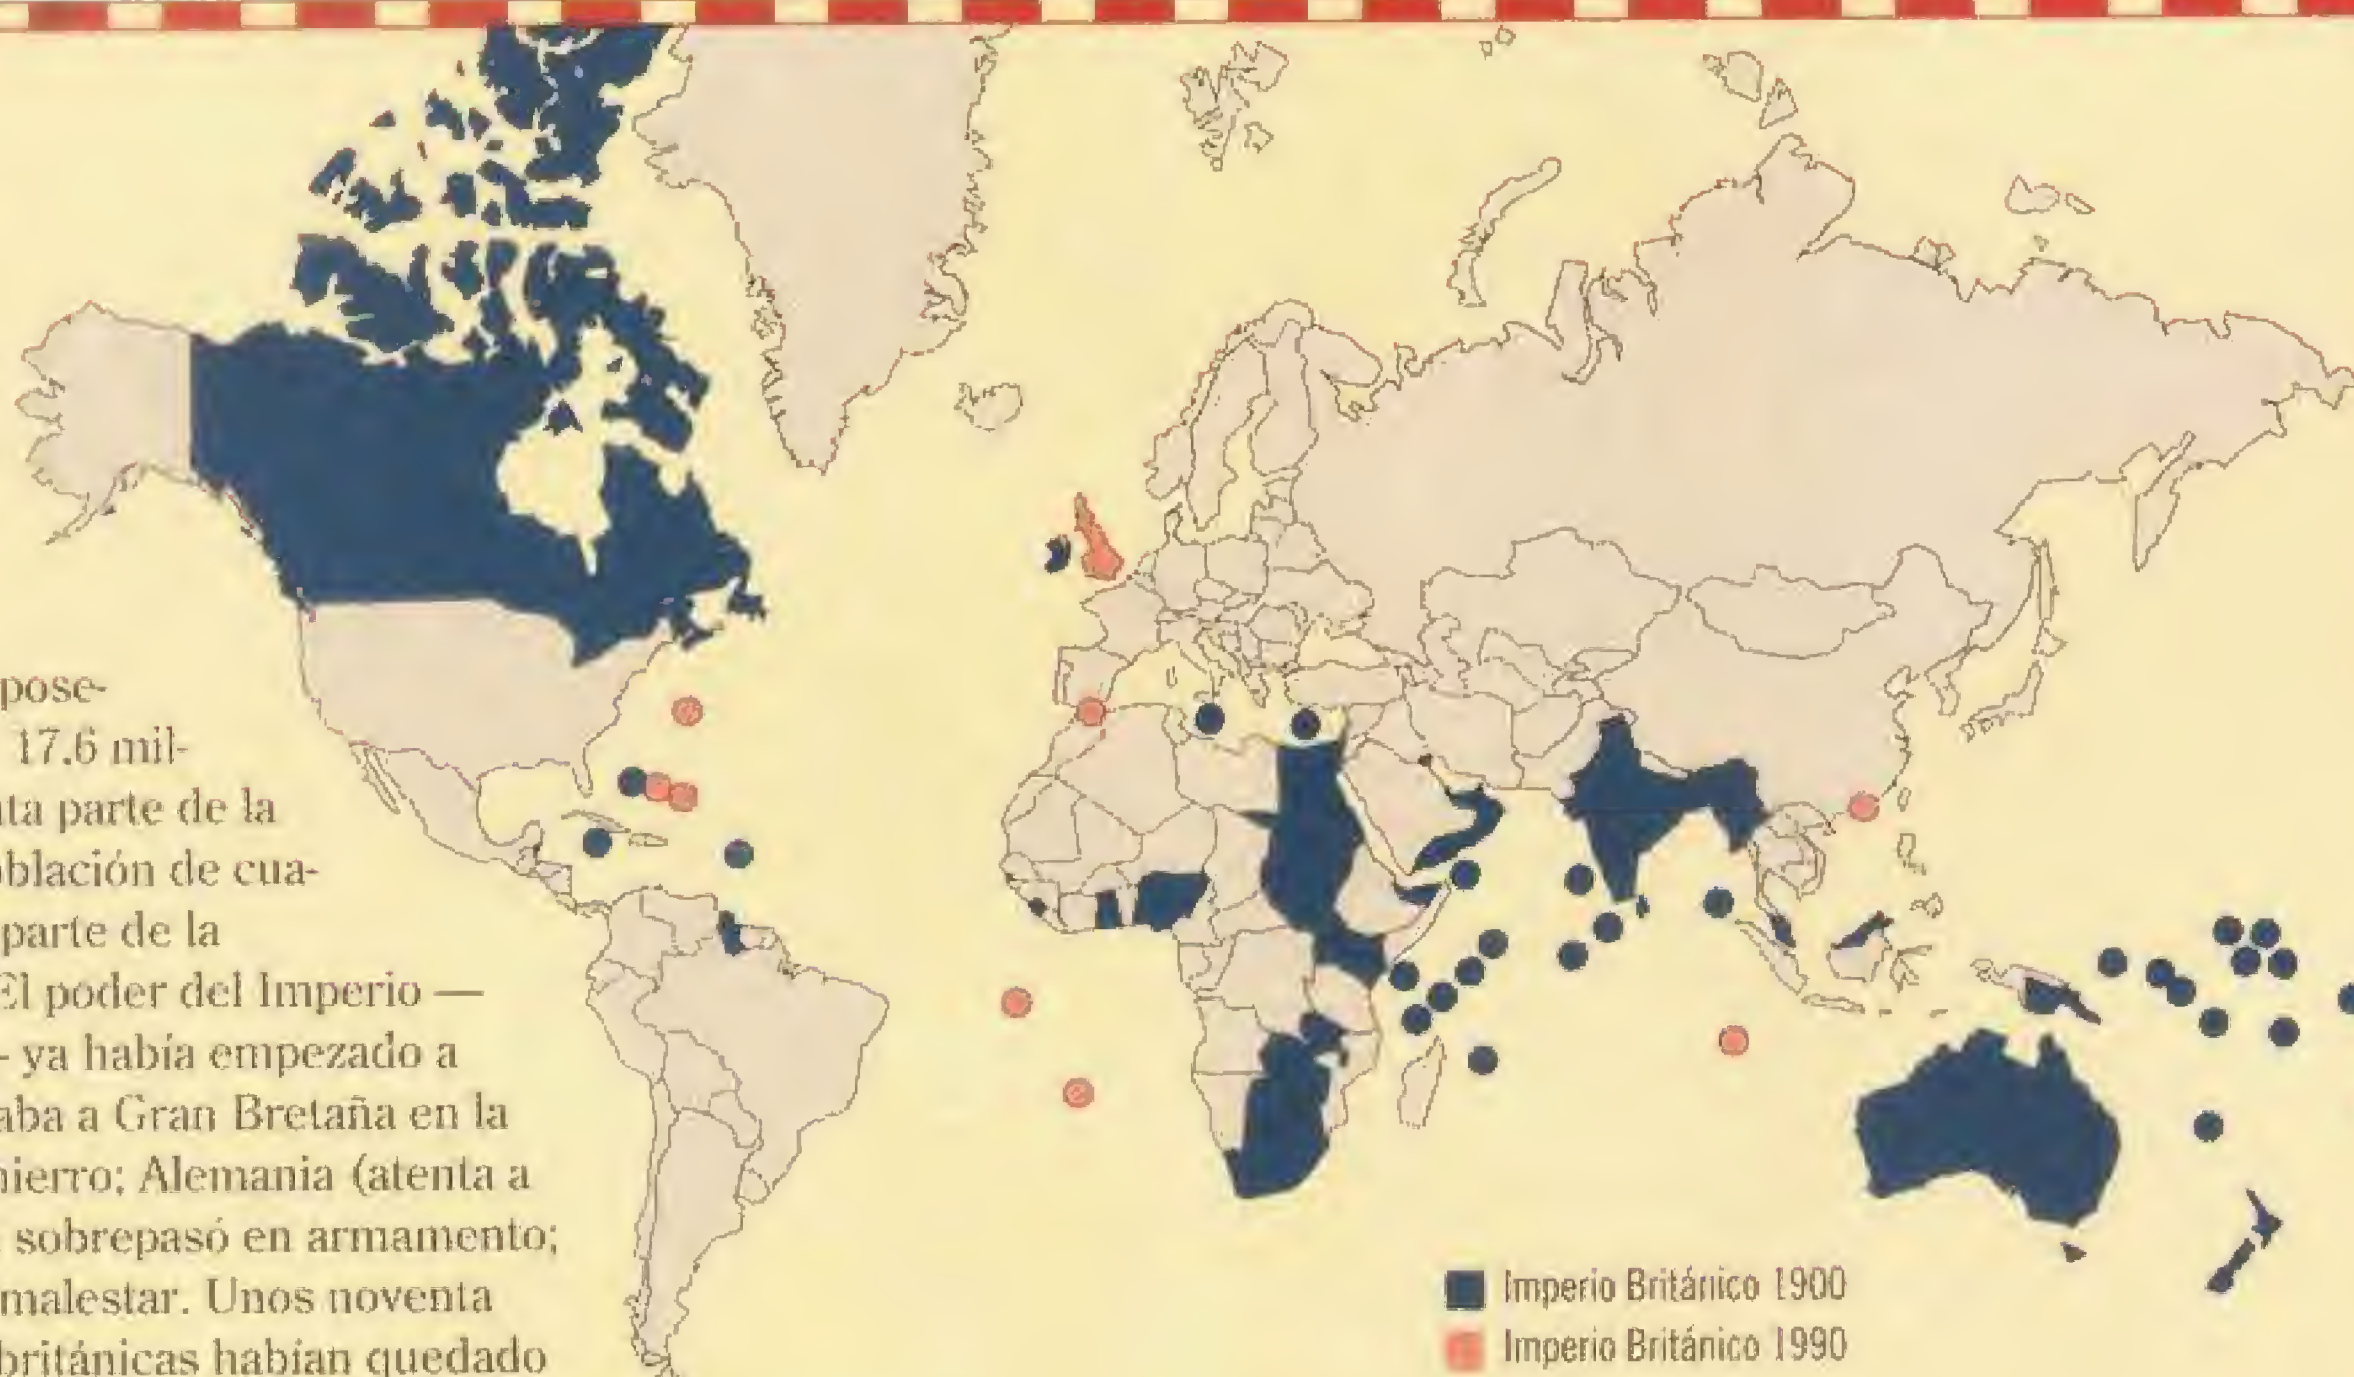 pose-
17.6 mil-
ta parte de la
oblación de cua-
parte de la
El poder del Imperio —
- ya había empezado a
aba a Gran Bretaña en la
hierro; Alemania (atenta a
sobrepasó en armamento;
malestar. Unos noventa
británicas habían quedado
Imperio Británico 1900
Imperio Británico 1990